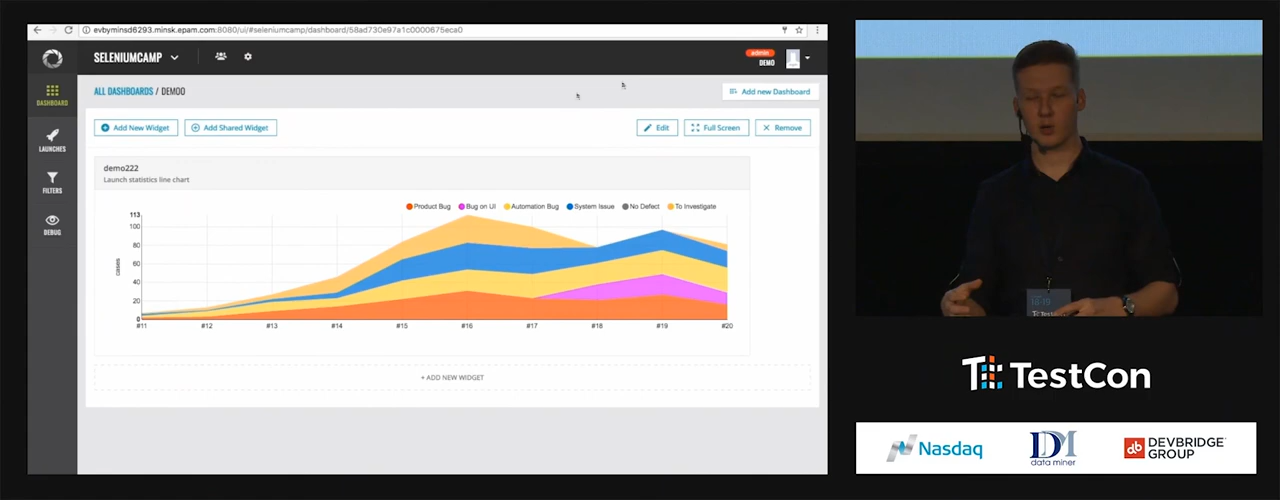 evbyminsd6293.minsk.epam.com:8080/ui/#seleniumcamp/dashboard/58ad730e97a1c0000675eca0
SELENIUMCAMP
admin
DEMO
DASHBOARD
LAUNCHES
FILTERS
DEBUG
ALL DASHBOARDS / DEMOO
Add new Dashboard
Add New Widget
Add Shared Widget
Edit
Full Screen
Remove
demo222
Launch statistics line chart
Product Bug
Bug on UI
Automation Bug
System Issue
No Defect
To Investigate
113
100
80
60
40
20
0
cases
#11
#12
#13
#14
#15
#16
#17
#18
#19
#20
+ ADD NEW WIDGET
18-19
TestCon
Nasdaq
DM
data miner
db
DEVBRIDGE
GROUP